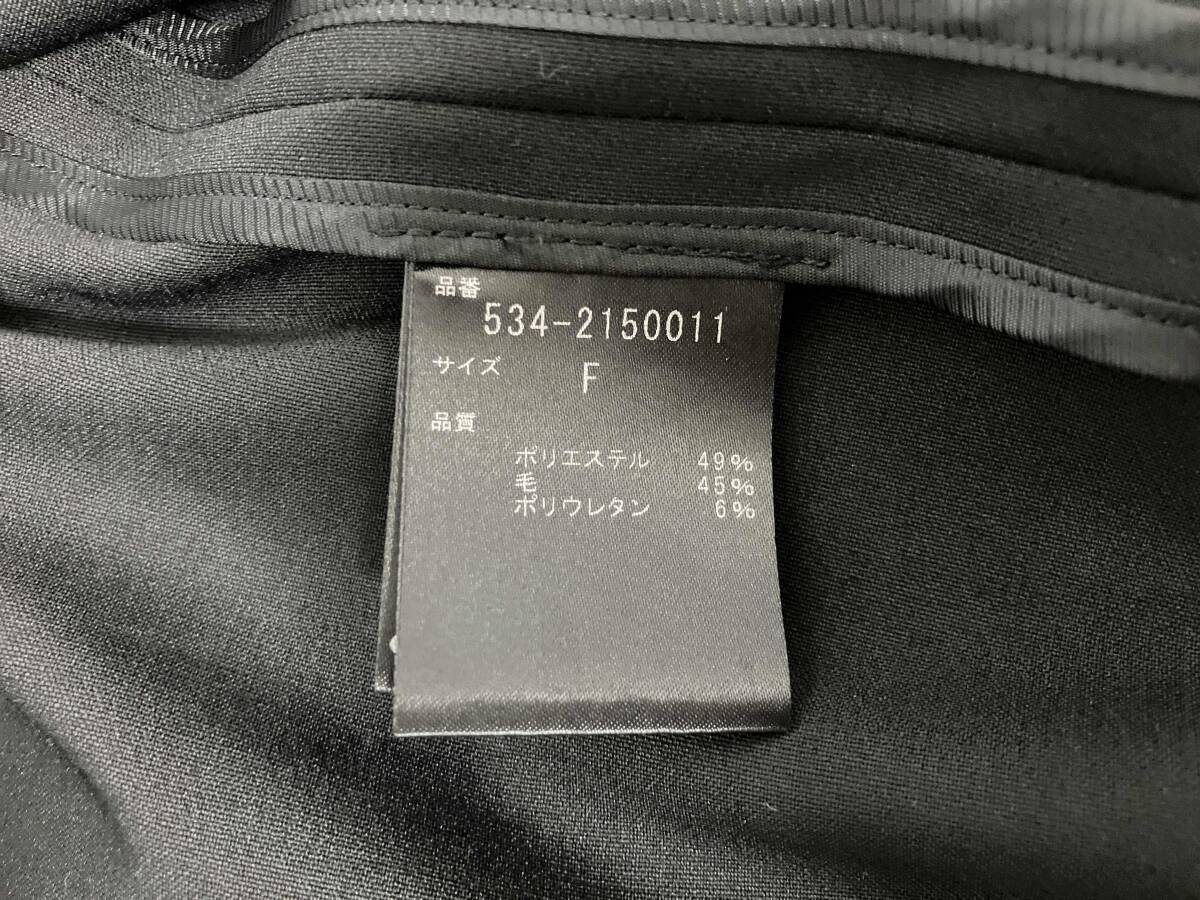 品番
534-2150011
サイズ F
品質
ポリエステル 49%
毛 45%
ポリウレタン 6%